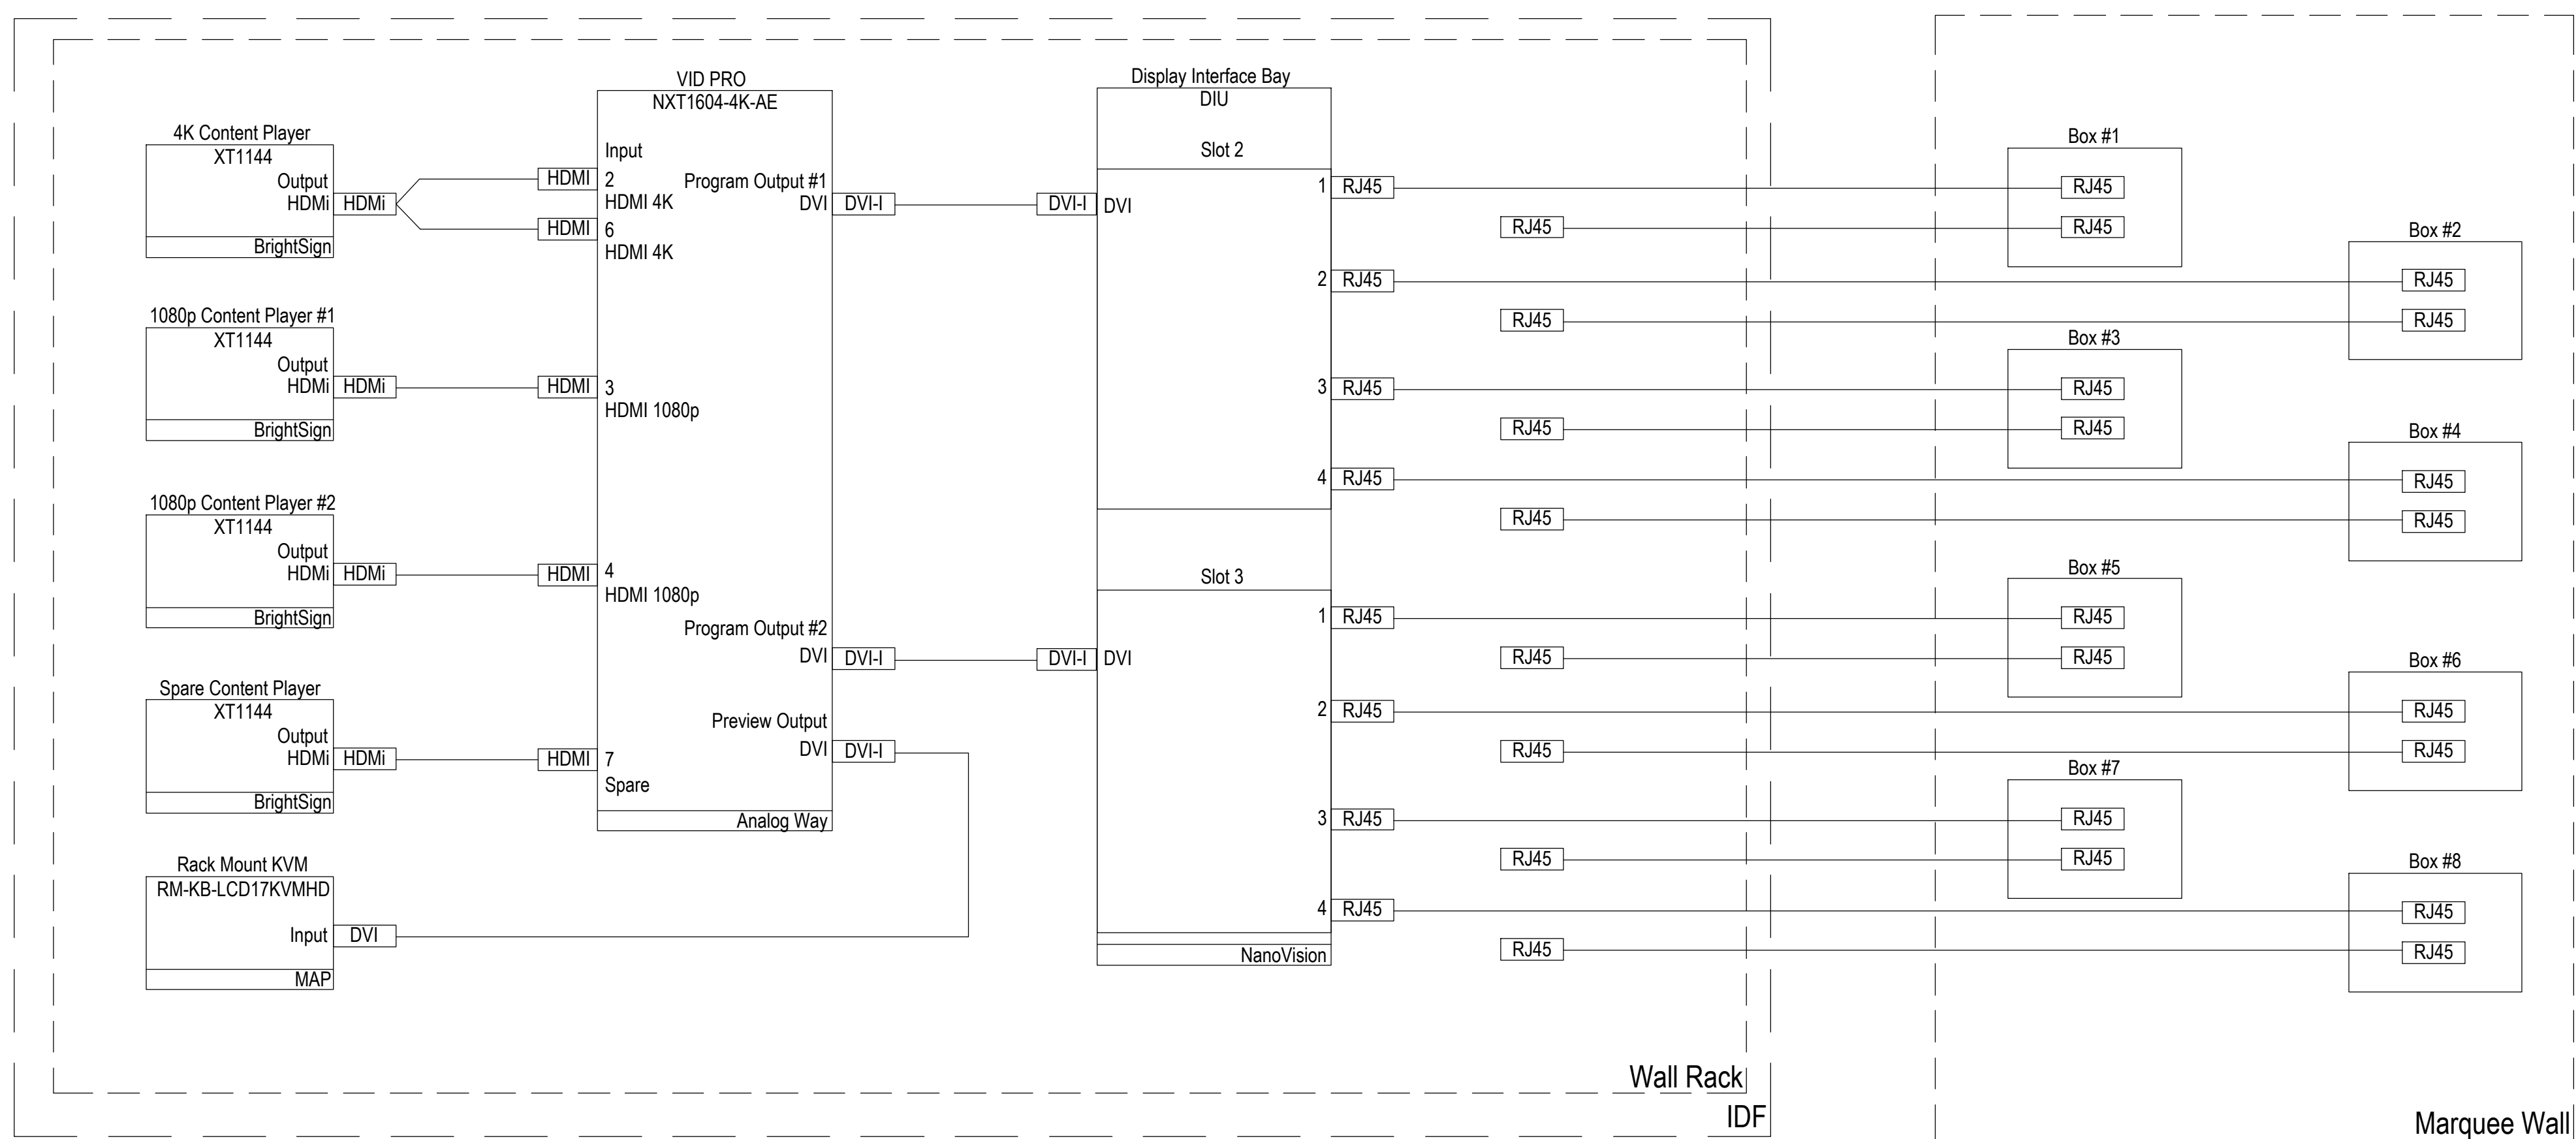 4K Content Player
XT1144
Output
HDMi HDMi
BrightSign
1080p Content Player #1
XT1144
Output
HDMi HDMi
BrightSign
1080p Content Player #2
XT1144
Output
HDMi HDMi
BrightSign
Spare Content Player
XT1144
Output
HDMi HDMi
BrightSign
Rack Mount KVM
RM-KB-LCD17KVMHD
Input DVI
MAP
VID PRO
NXT1604-4K-AE
Input
HDMI 2
HDMI 4K
HDMI 6
HDMI 4K
HDMI 3
HDMI 1080p
HDMI 4
HDMI 1080p
HDMI 7
Spare
Program Output #1
DVI DVI-I
Program Output #2
DVI DVI-I
Preview Output
DVI DVI-I
Analog Way
Display Interface Bay
DIU
Slot 2
DVI-I DVI
1 RJ45
RJ45
2 RJ45
RJ45
3 RJ45
RJ45
4 RJ45
RJ45
Slot 3
DVI-I DVI
1 RJ45
RJ45
2 RJ45
RJ45
3 RJ45
RJ45
4 RJ45
RJ45
NanoVision
Box #1
RJ45
RJ45
Box #2
RJ45
RJ45
Box #3
RJ45
RJ45
Box #4
RJ45
RJ45
Box #5
RJ45
RJ45
Box #6
RJ45
RJ45
Box #7
RJ45
RJ45
Box #8
RJ45
RJ45
Wall Rack
IDF
Marquee Wall